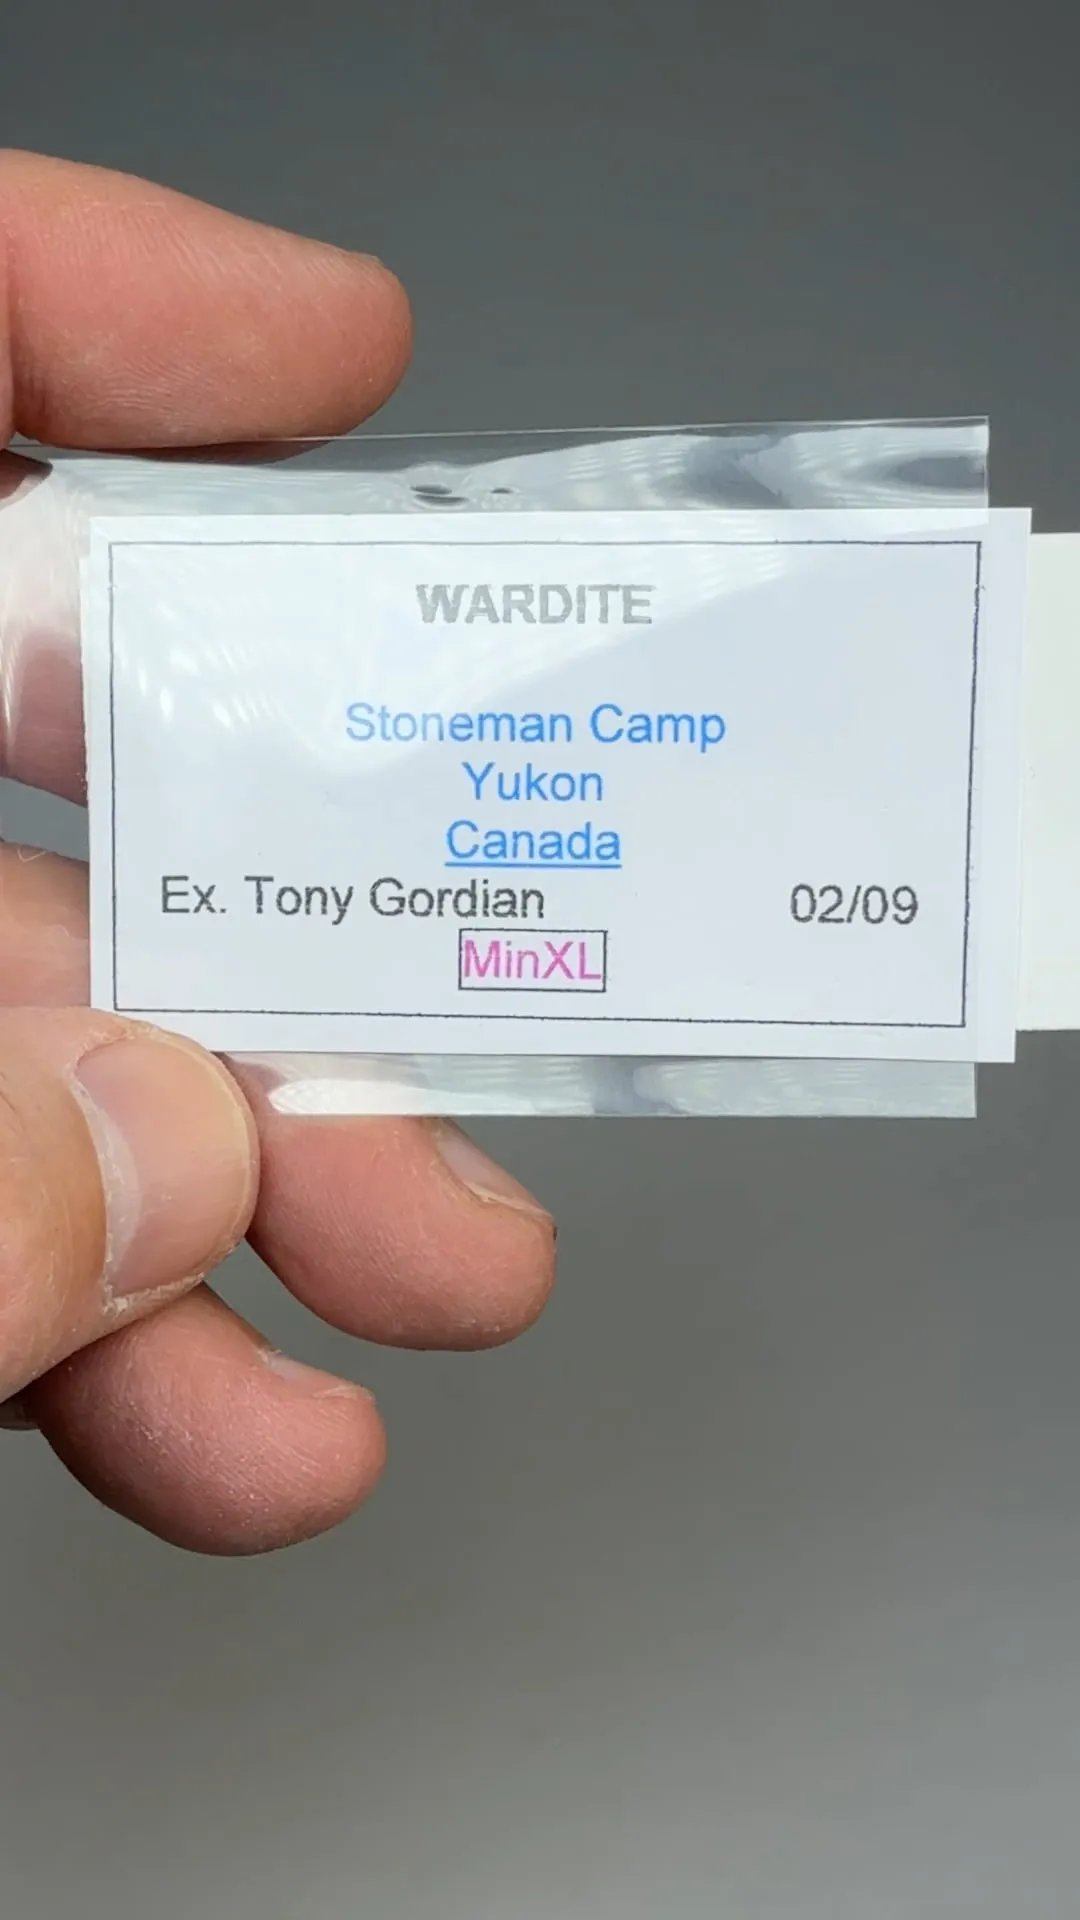 WARDITE
Stoneman Camp
Yukon
Canada
Ex. Tony Gordian 02/09
MinXL